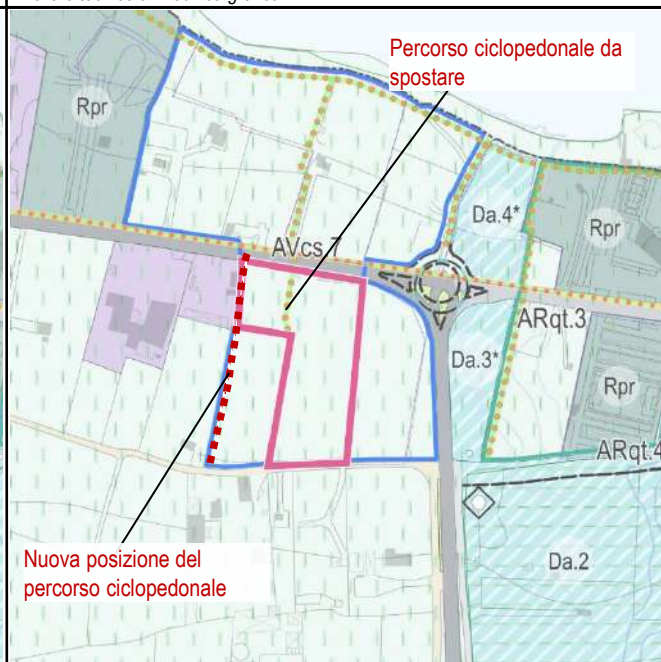 Percorso ciclopedonale da
spostare
Rpr
Da.4*
Rpr
AVcs.7
ARqt.3
Da.3*
Rpr
ARqt.4
Da.2
Nuova posizione del
percorso ciclopedonale